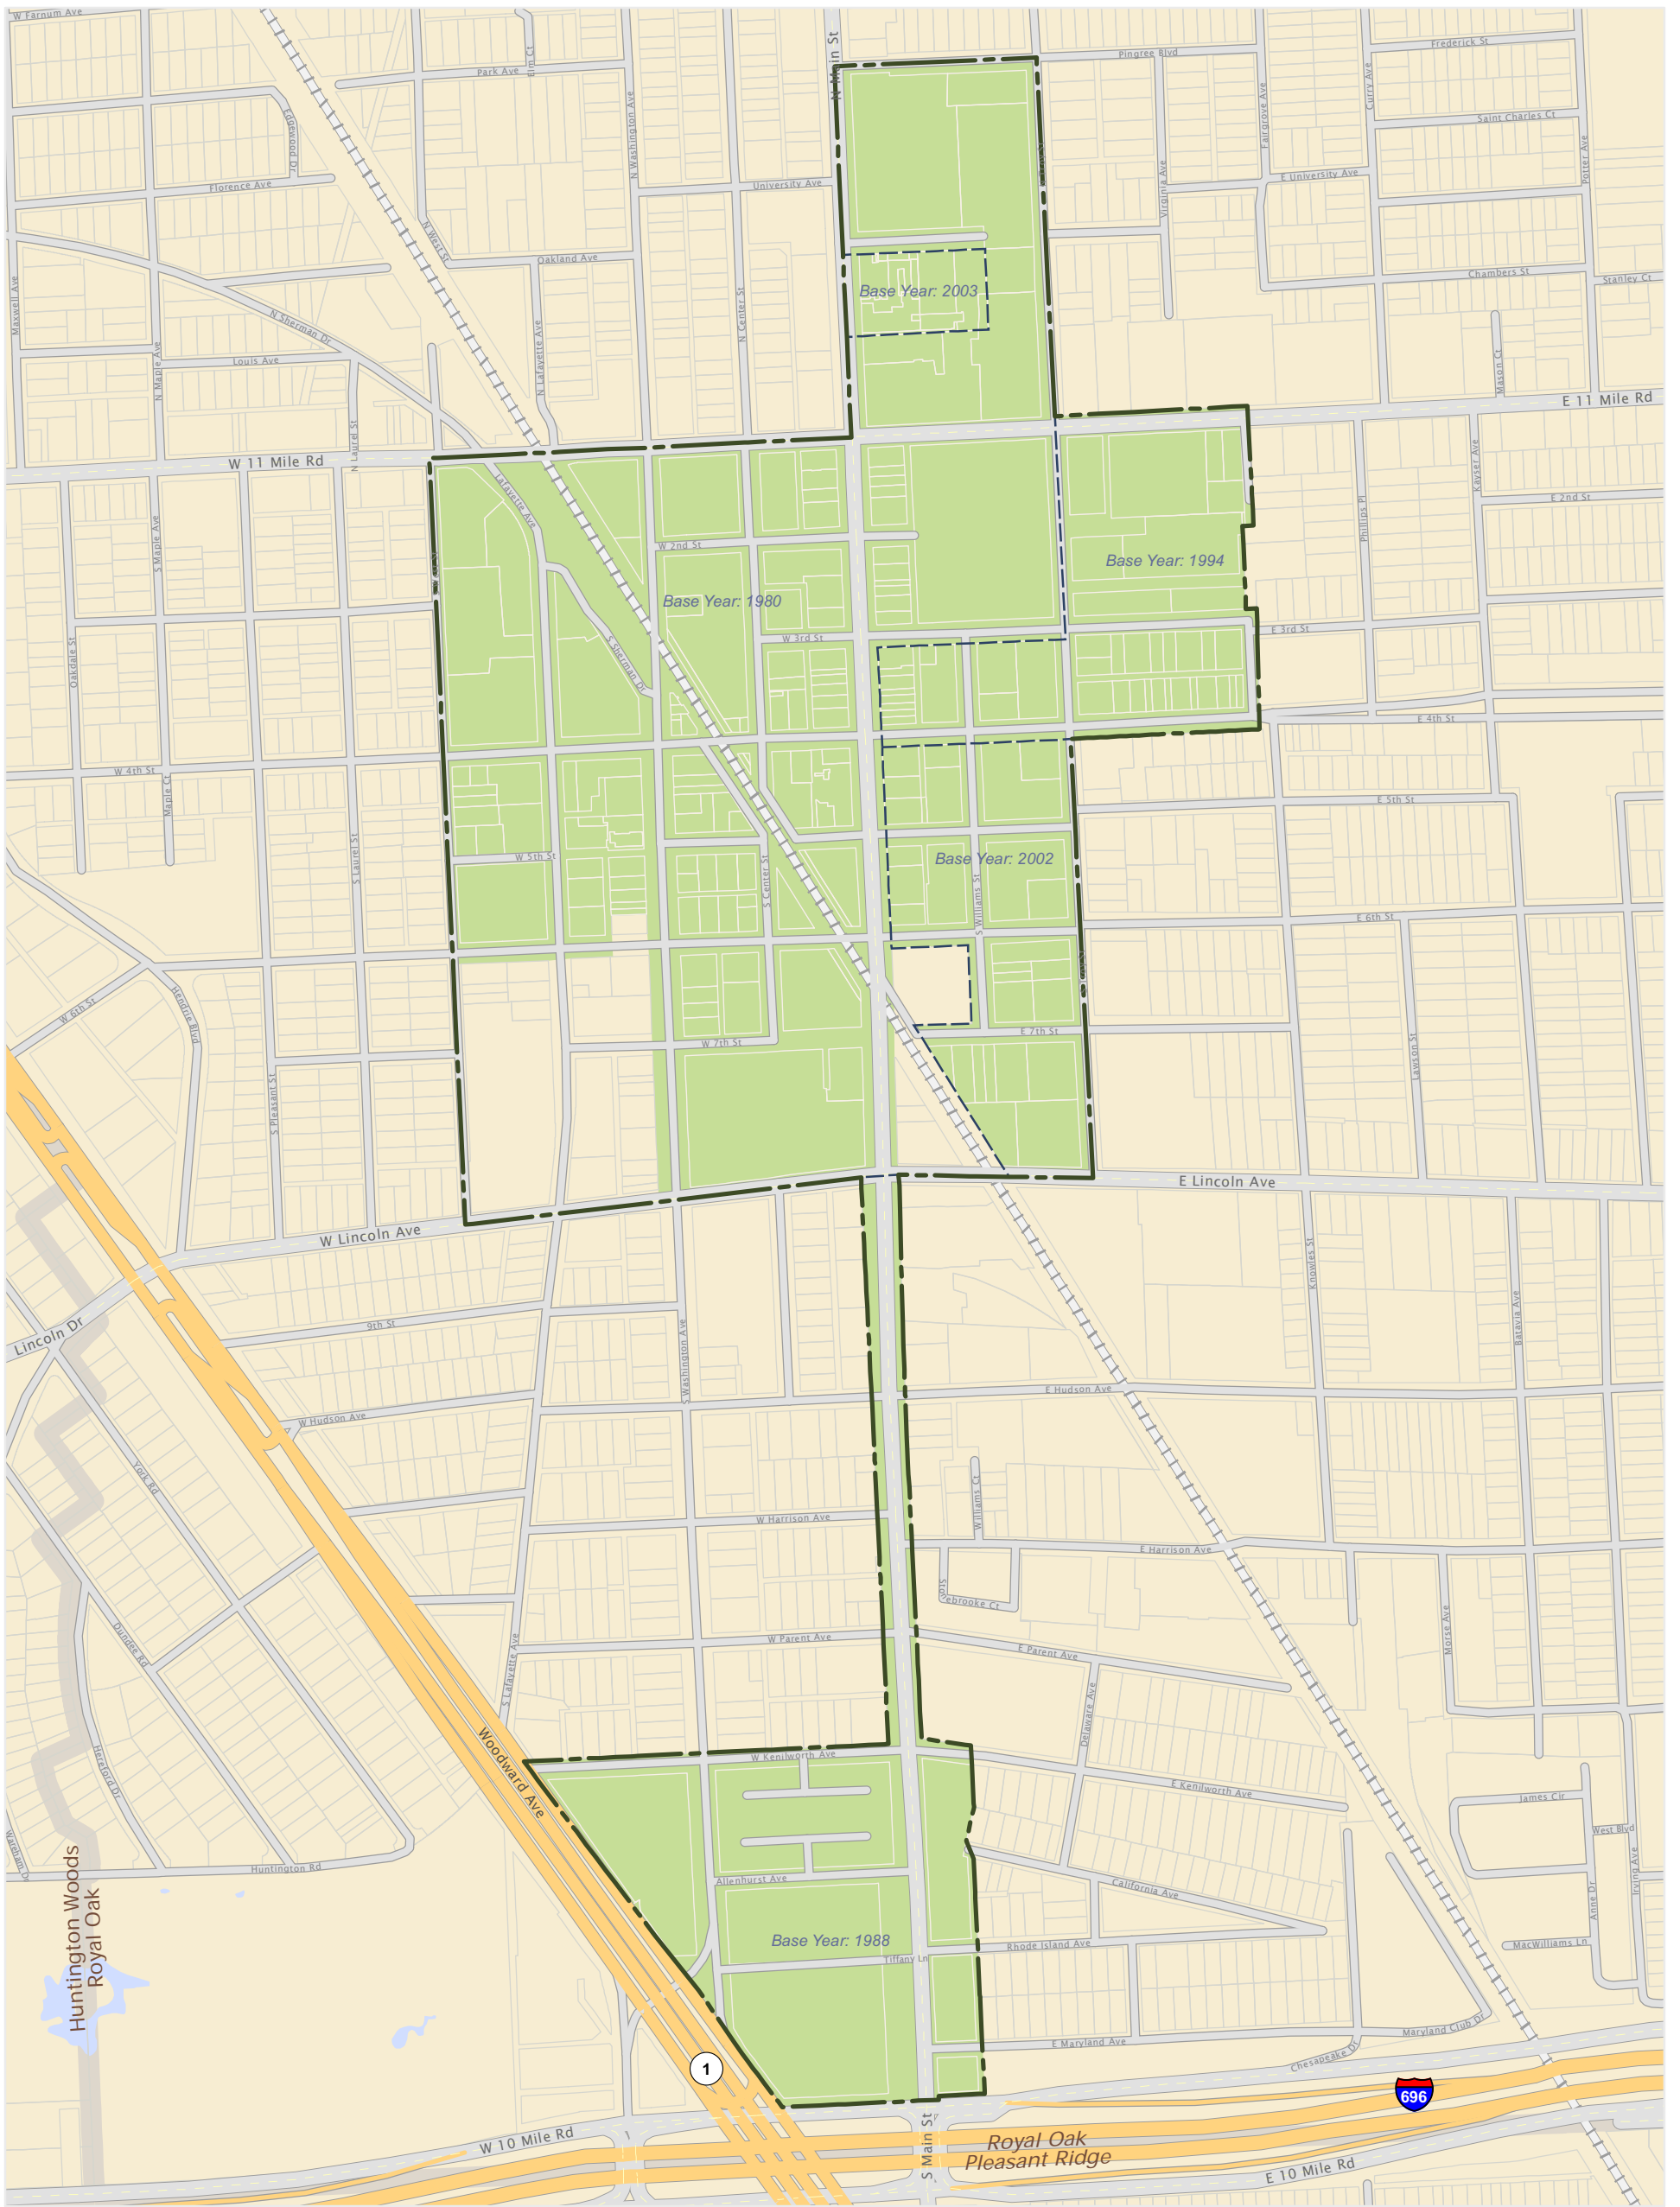 W Farnum Ave
Park Ave
Elm Ct
N Main St
Pingree Blvd
Frederick St
Curry Ave
Fairgrove Ave
Saint Charles Ct
Potter Ave
Edgewood Dr
N Washington Ave
Florence Ave
University Ave
Virginia Ave
E University Ave
N West St
Oakland Ave
Chambers St
Stanley Ct
Maxwell Ave
N Sherman Dr
N Center St
Base Year: 2003
Louis Ave
N Maple Ave
N Lafayette Ave
Mason Ct
E 11 Mile Rd
N Laurel St
W 11 Mile Rd
Kayser Ave
Lafayette Ave
E 2nd St
Phillips Pl
S Maple Ave
W 2nd St
Base Year: 1994
Base Year: 1980
E 3rd St
W 3rd St
Oakdale St
S Sherman Dr
E 4th St
W 4th St
Maple Ct
E 5th St
S Laurel St
W 5th St
Base Year: 2002
S Center St
S Williams St
E 6th St
W 6th St
Hendrie Blvd
E 7th St
W 7th St
Lawson St
S Pleasant St
E Lincoln Ave
W Lincoln Ave
Knowles St
Batavia Ave
Lincoln Dr
9th St
S Washington Ave
E Hudson Ave
W Hudson Ave
York Rd
Williams Ct
W Harrison Ave
E Harrison Ave
Stonebrooke Ct
Dundee Rd
W Parent Ave
E Parent Ave
Morse Ave
S Lafayette Ave
Delaware Ave
Woodward Ave
W Kenilworth Ave
E Kenilworth Ave
Hereford Dr
James Cir
West Blvd
Wareham Dr
Huntington Rd
Allenhurst Ave
California Ave
Irving Ave
Anne Dr
Huntington Woods
Royal Oak
Base Year: 1988
Rhode Island Ave
MacWilliams Ln
Tiffany Ln
E Maryland Ave
Maryland Club Dr
Chesapeake Dr
1
696
W 10 Mile Rd
S Main St
Royal Oak
Pleasant Ridge
E 10 Mile Rd